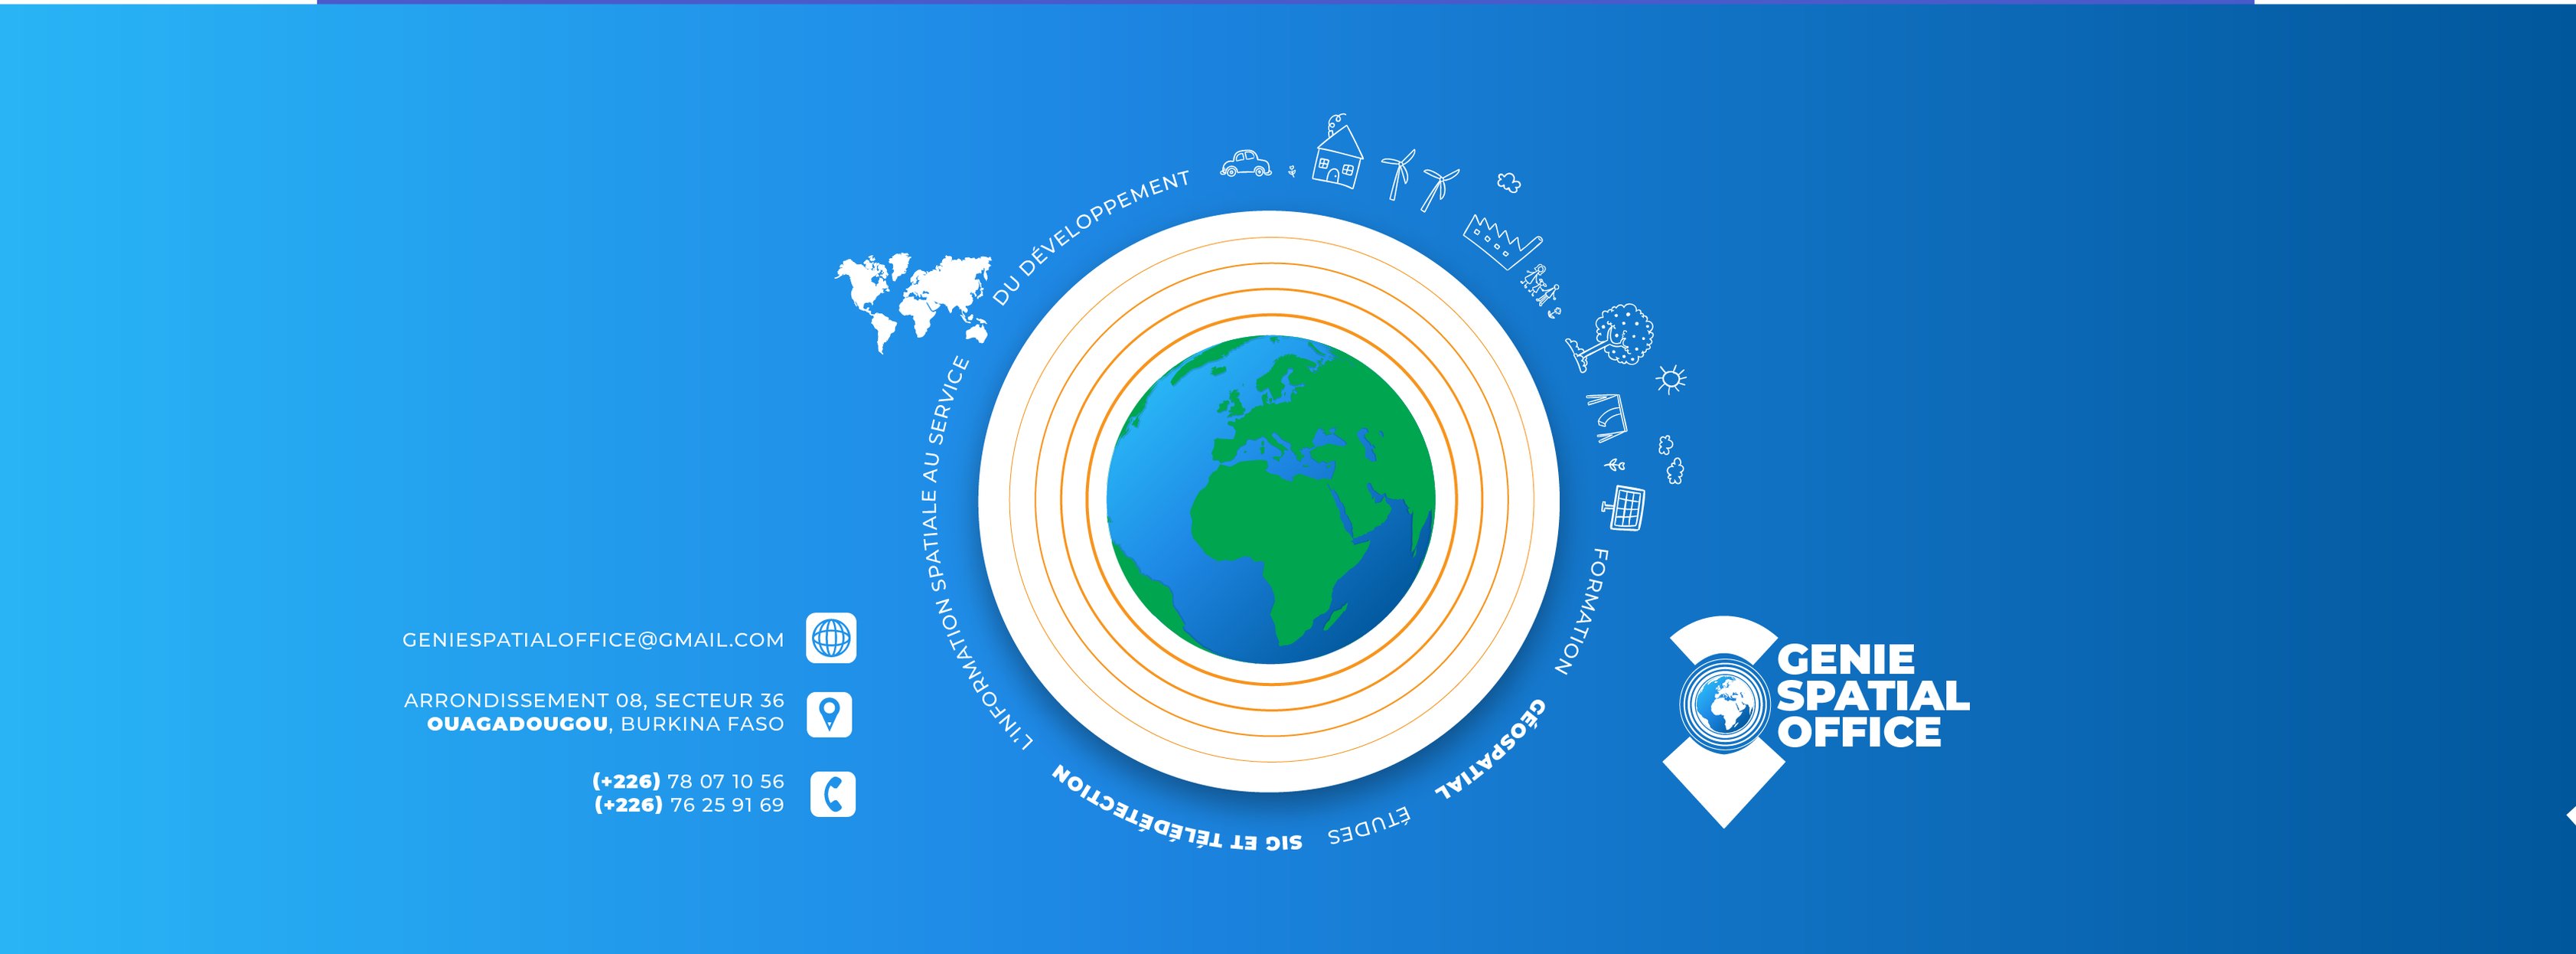 L'INFORMATION SPATIALE AU SERVICE
DU DÉVELOPPEMENT
FORMATION
GÉOSPATIAL
ÉTUDES
SIG ET TÉLÉDÉTECTION
GENIESPATIALOFFICE@GMAIL.COM
ARRONDISSEMENT 08, SECTEUR 36
OUAGADOUGOU, BURKINA FASO
(+226) 78 07 10 56
(+226) 76 25 91 69
GENIE
SPATIAL
OFFICE